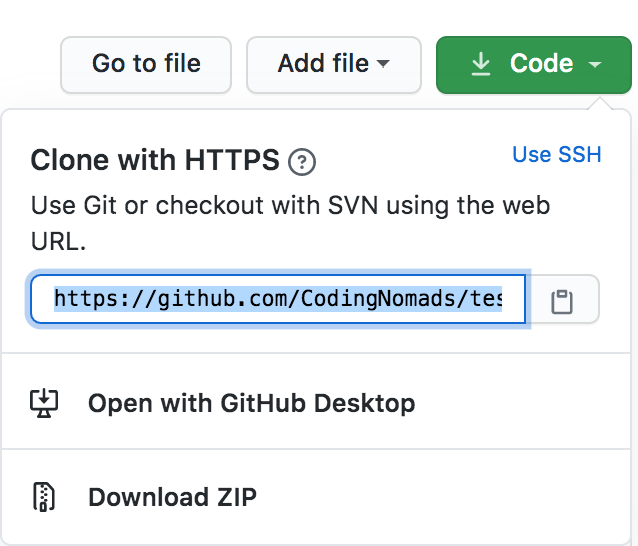 Go to file Add file Code
Clone with HTTPS ? Use SSH
Use Git or checkout with SVN using the web
URL.
https://github.com/CodingNomads/tes
Open with GitHub Desktop
Download ZIP